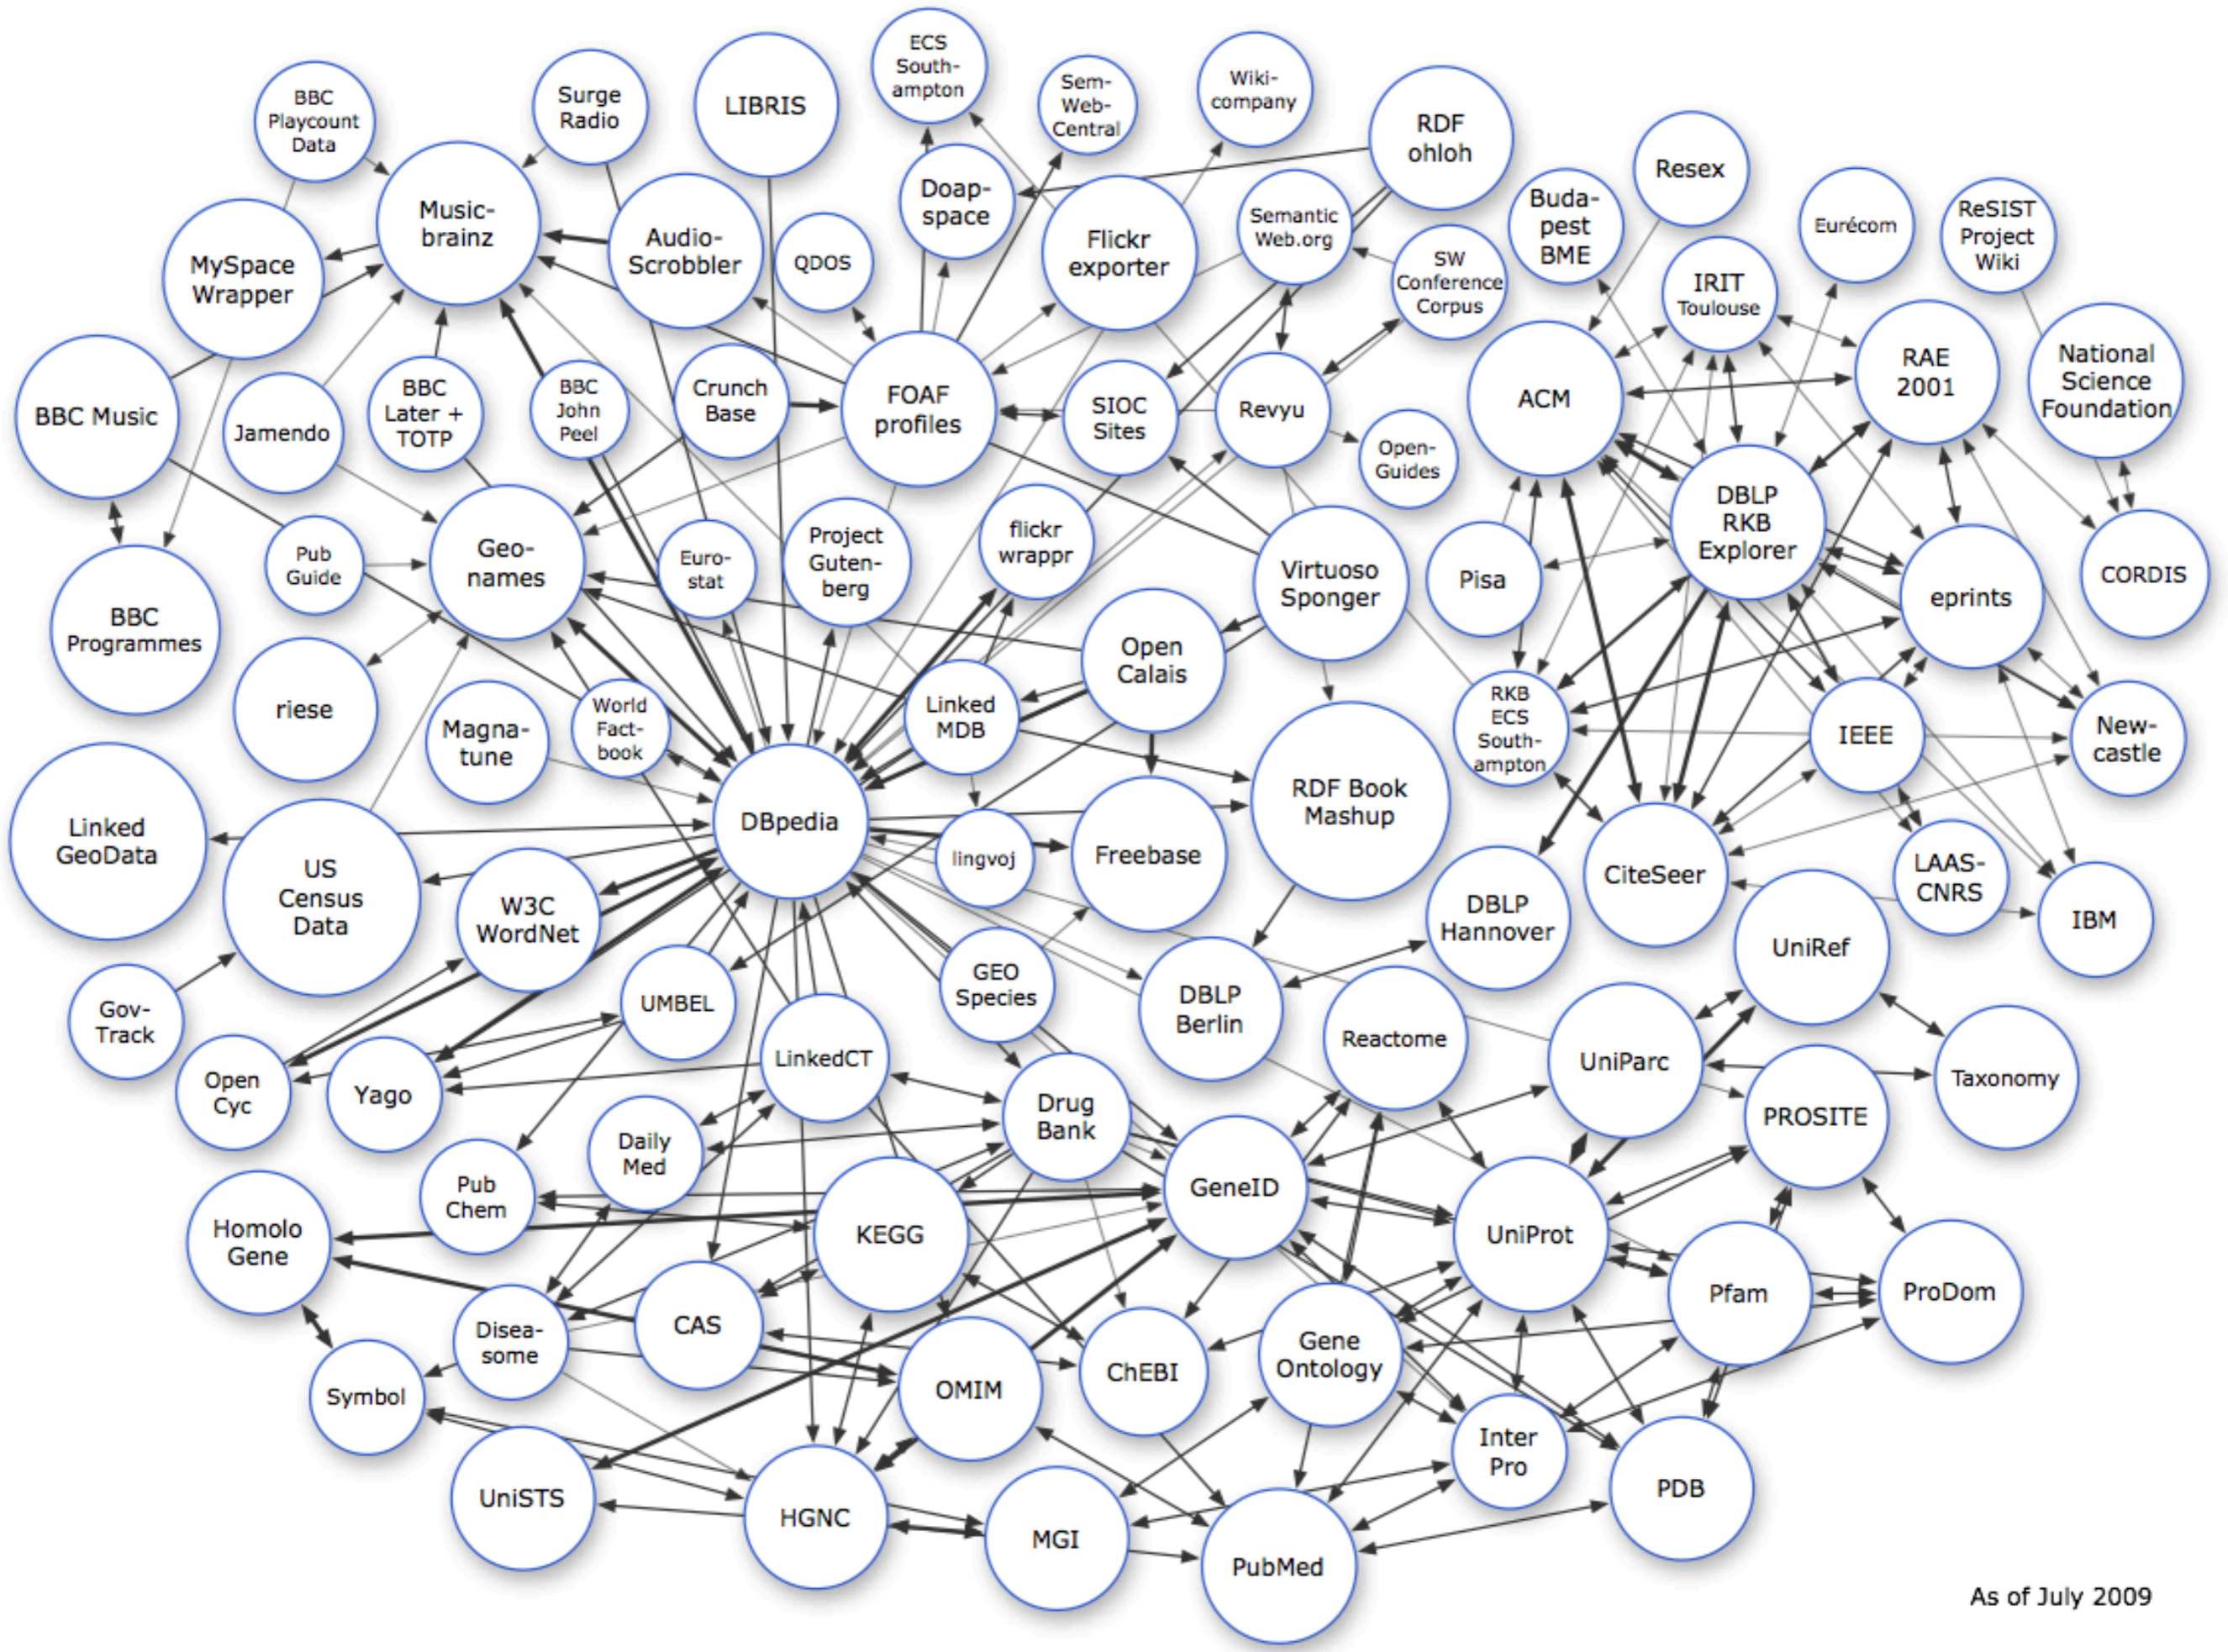 ECS
South-
ampton
Sem-
Web-
Central
Wiki-
company
RDF
ohloh
BBC
Playcount
Data
Surge
Radio
LIBRIS
Music-
brainz
Doap-
space
Resex
Buda-
pest
BME
Eurécom
ReSIST
Project
Wiki
MySpace
Wrapper
Audio-
Scrobbler
QDOS
Flickr
exporter
Semantic
Web.org
SW
Conference
Corpus
IRIT
Toulouse
BBC Music
Jamendo
BBC
Later +
TOTP
BBC
John
Peel
Crunch
Base
FOAF
profiles
SIOC
Sites
Revyu
Open-
Guides
ACM
RAE
2001
National
Science
Foundation
BBC
Programmes
Pub
Guide
Geo-
names
Euro-
stat
Project
Guten-
berg
flickr
wrappr
Virtuoso
Sponger
Pisa
DBLP
RKB
Explorer
eprints
CORDIS
riese
Magna-
tune
World
Fact-
book
Linked
MDB
Open
Calais
RKB
ECS
South-
ampton
IEEE
New-
castle
Linked
GeoData
US
Census
Data
W3C
WordNet
DBpedia
lingvoj
Freebase
RDF Book
Mashup
DBLP
Hannover
CiteSeer
LAAS-
CNRS
IBM
Gov-
Track
Open
Cyc
Yago
UMBEL
LinkedCT
GEO
Species
DBLP
Berlin
Reactome
UniParc
UniRef
Taxonomy
Homolo
Gene
Pub
Chem
Daily
Med
KEGG
Drug
Bank
GeneID
UniProt
PROSITE
Pfam
ProDom
Symbol
Disea-
some
CAS
OMIM
ChEBI
Gene
Ontology
Inter
Pro
PDB
UniSTS
HGNC
MGI
PubMed
As of July 2009